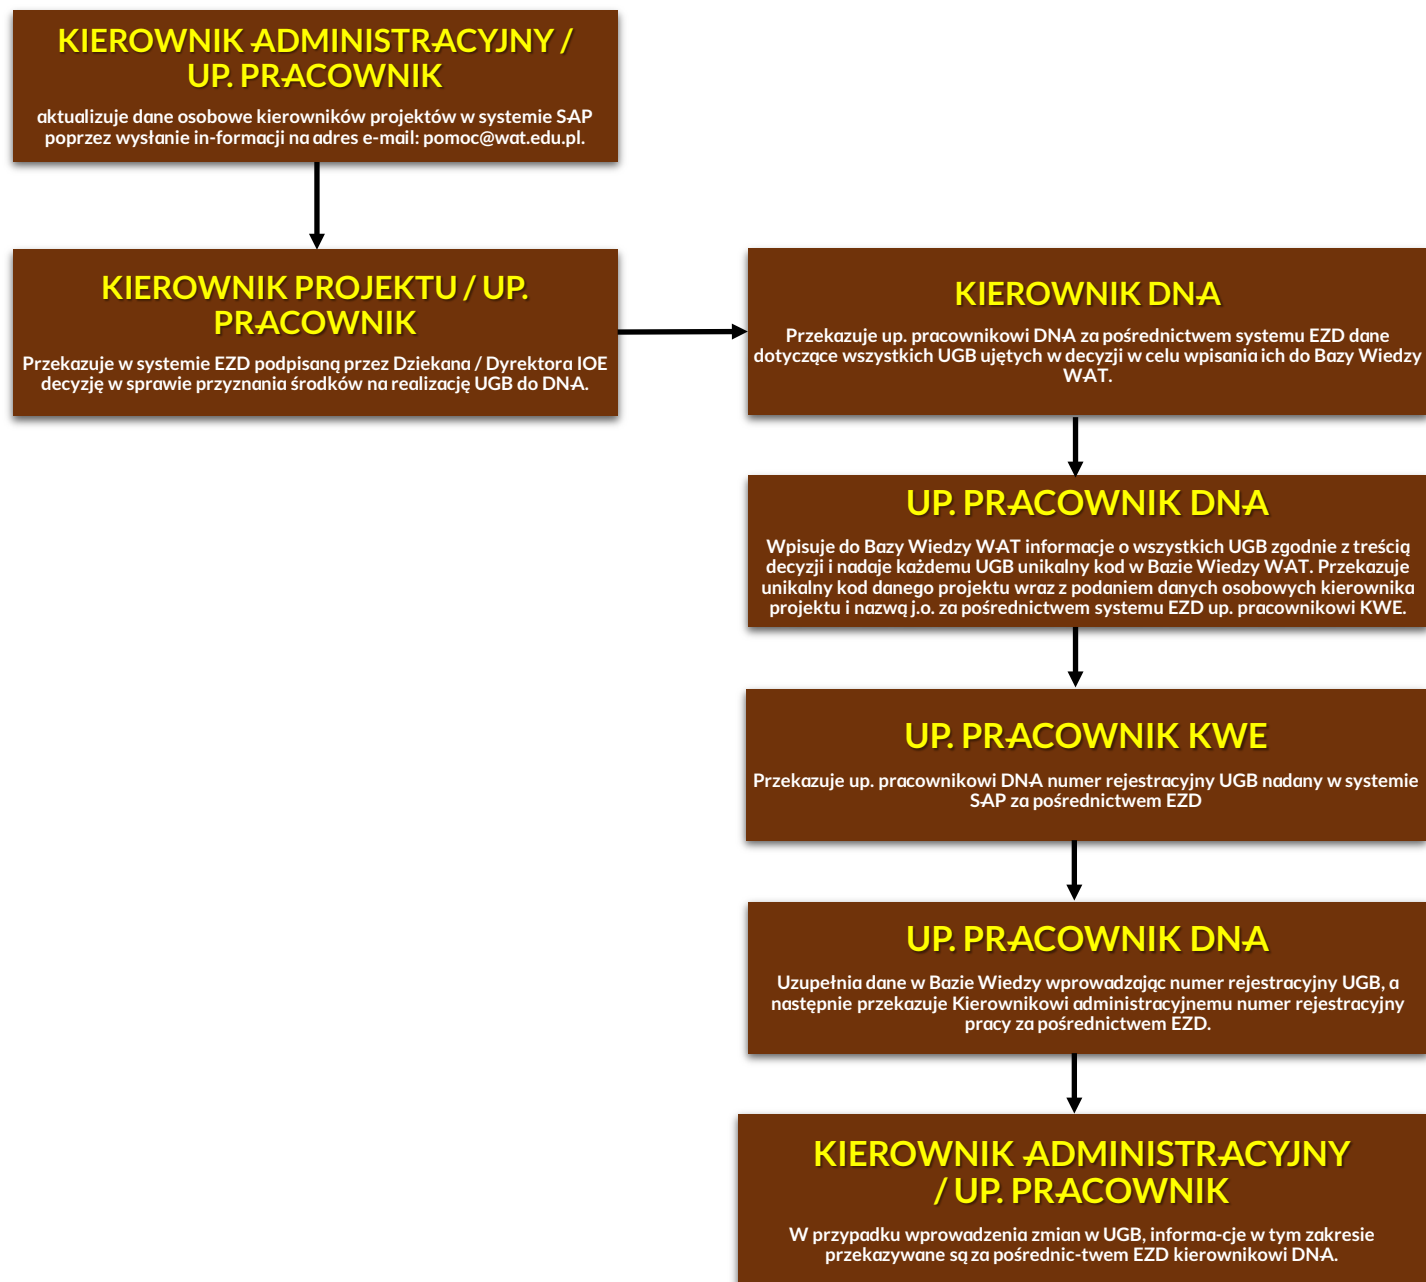 KIEROWNIK ADMINISTRACYJNY /
UP. PRACOWNIK
aktualizuje dane osobowe kierowników projektów w systemie SAP
poprzez wysłanie in-formacji na adres e-mail: pomoc@wat.edu.pl.
KIEROWNIK PROJEKTU / UP.
PRACOWNIK
Przekazuje w systemie EZD podpisaną przez Dziekana / Dyrektora IOE
decyzję w sprawie przyznania środków na realizację UGB do DNA.
KIEROWNIK DNA
Przekazuje up. pracownikowi DNA za pośrednictwem systemu EZD dane
dotyczące wszystkich UGB ujętych w decyzji w celu wpisania ich do Bazy Wiedzy
WAT.
UP. PRACOWNIK DNA
Wpisuje do Bazy Wiedzy WAT informacje o wszystkich UGB zgodnie z treścią
decyzji i nadaje każdemu UGB unikalny kod w Bazie Wiedzy WAT. Przekazuje
unikalny kod danego projektu wraz z podaniem danych osobowych kierownika
projektu i nazwą j.o. za pośrednictwem systemu EZD up. pracownikowi KWE.
UP. PRACOWNIK KWE
Przekazuje up. pracownikowi DNA numer rejestracyjny UGB nadany w systemie
SAP za pośrednictwem EZD
UP. PRACOWNIK DNA
Uzupełnia dane w Bazie Wiedzy wprowadzając numer rejestracyjny UGB, a
następnie przekazuje Kierownikowi administracyjnemu numer rejestracyjny
pracy za pośrednictwem EZD.
KIEROWNIK ADMINISTRACYJNY
/ UP. PRACOWNIK
W przypadku wprowadzenia zmian w UGB, informa-cje w tym zakresie
przekazywane są za pośrednic-twem EZD kierownikowi DNA.